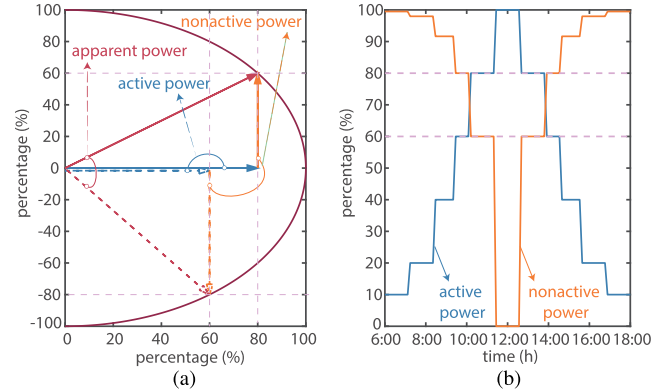 100
80
60
40
20
0
-20
-40
-60
-80
-100
percentage (%)
0 20 40 60 80 100
percentage (%)
apparent power
active power
nonactive power
(a)
100
90
80
70
60
50
40
30
20
10
0
percentage (%)
6:00 8:00 10:00 12:00 14:00 16:00 18:00
time (h)
active
power
nonactive
power
(b)